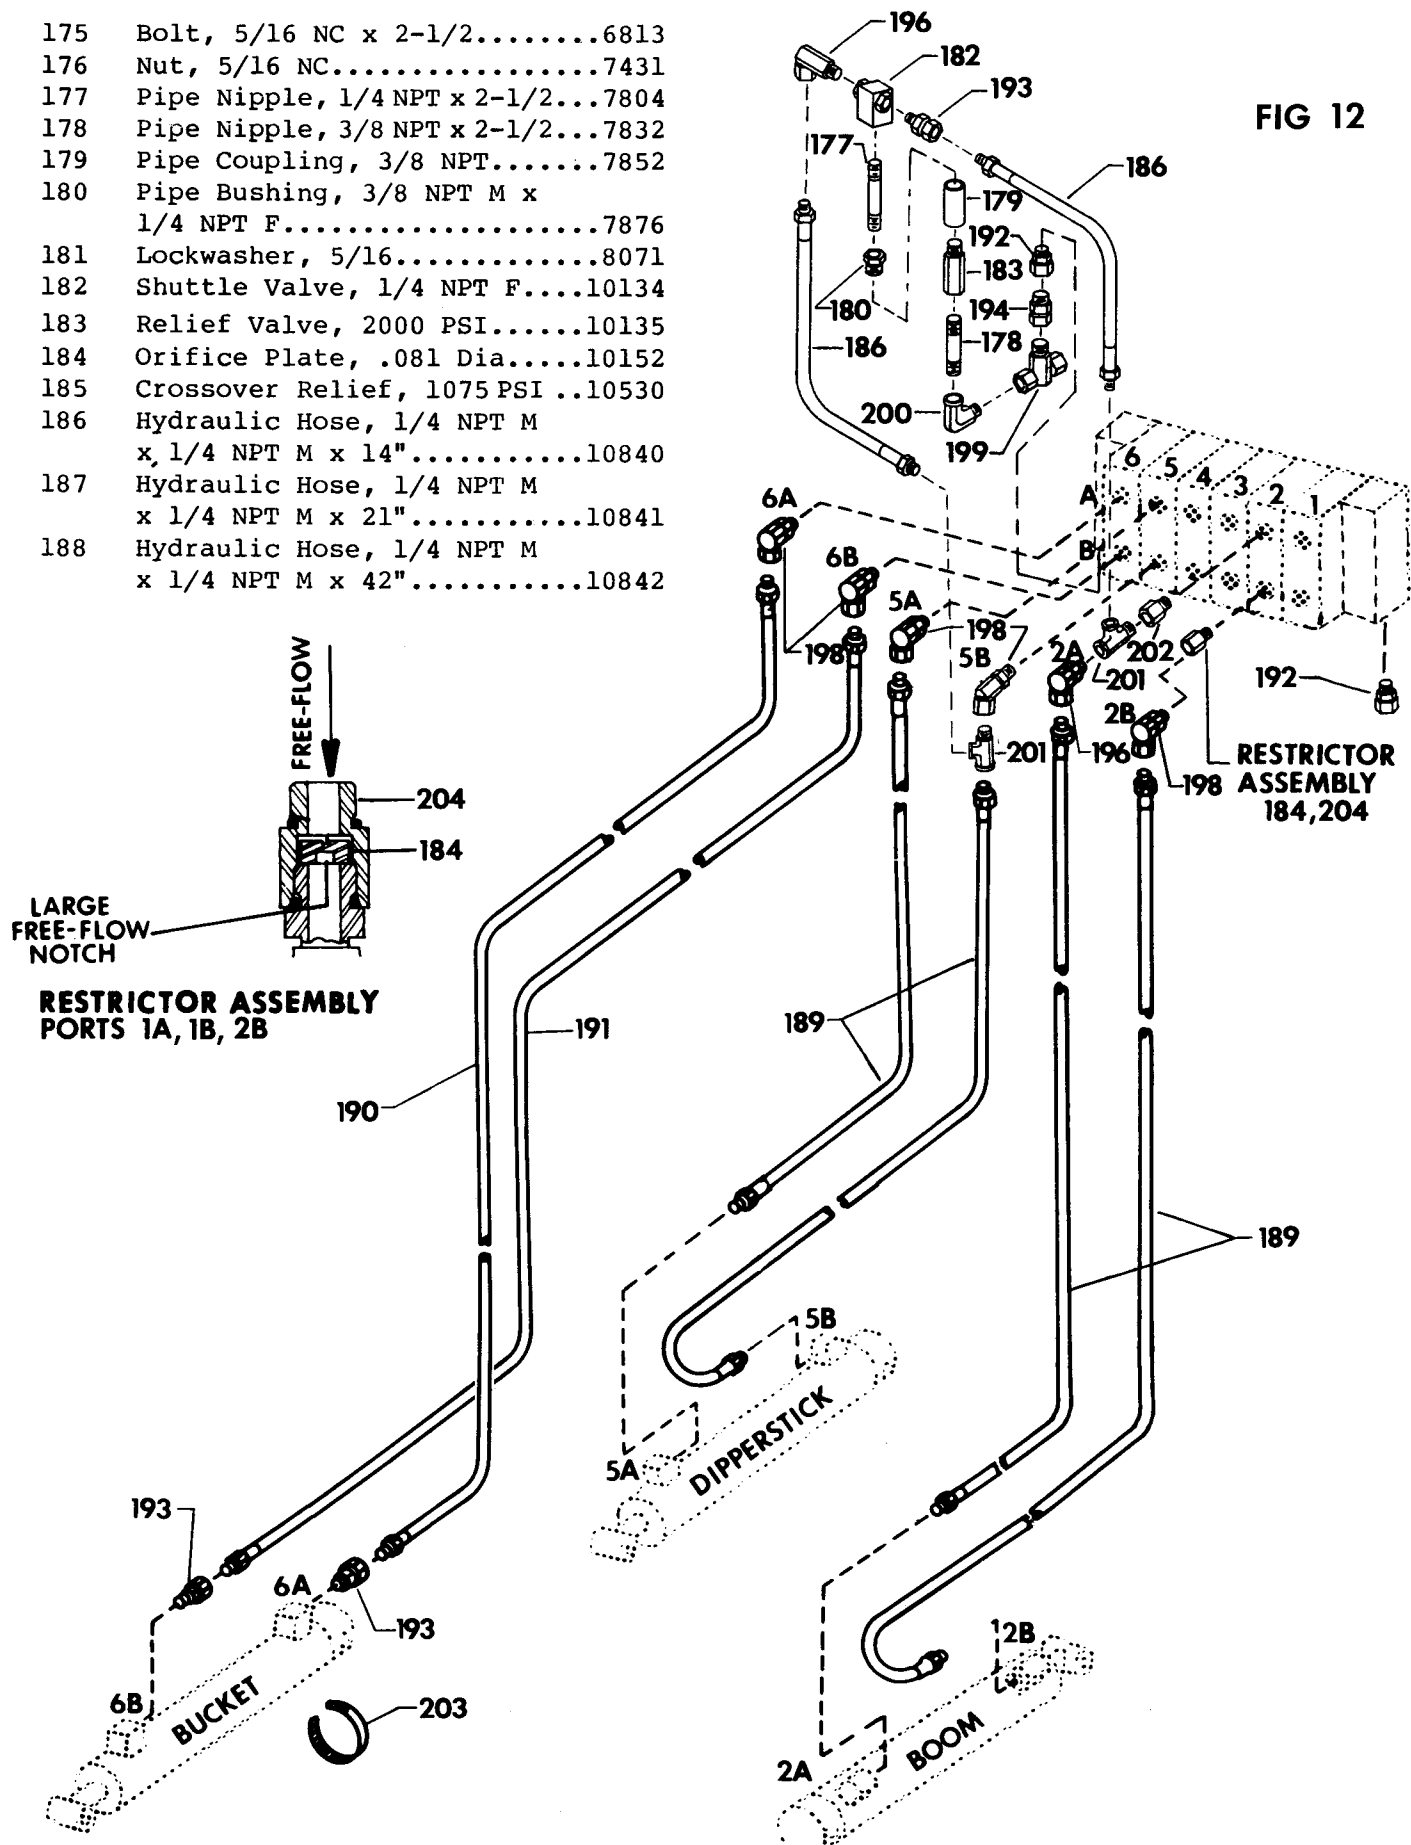 175 Bolt, 5/16 NC x 2-1/2........6813
176 Nut, 5/16 NC.................7431
177 Pipe Nipple, 1/4 NPT x 2-1/2...7804
178 Pipe Nipple, 3/8 NPT x 2-1/2...7832
179 Pipe Coupling, 3/8 NPT.......7852
180 Pipe Bushing, 3/8 NPT M x
1/4 NPT F....................7876
181 Lockwasher, 5/16.............8071
182 Shuttle Valve, 1/4 NPT F....10134
183 Relief Valve, 2000 PSI......10135
184 Orifice Plate, .081 Dia.....10152
185 Crossover Relief, 1075 PSI ..10530
186 Hydraulic Hose, 1/4 NPT M
x, 1/4 NPT M x 14"...........10840
187 Hydraulic Hose, 1/4 NPT M
x 1/4 NPT M x 21"...........10841
188 Hydraulic Hose, 1/4 NPT M
x 1/4 NPT M x 42"...........10842
FIG 12
196
182
193
177
186
179
192
183
180
194
186
178
200
199
6 5 4 3 2 1
A
B
6A
6B
5A
198
198
5B
2A
202
201
192
2B
201
196
198
RESTRICTOR
ASSEMBLY
184,204
FREE-FLOW
204
184
LARGE
FREE-FLOW
NOTCH
RESTRICTOR ASSEMBLY
PORTS 1A, 1B, 2B
191
190
189
189
5B
5A
DIPPERSTICK
193
6A
193
6B
BUCKET
203
2B
2A
BOOM